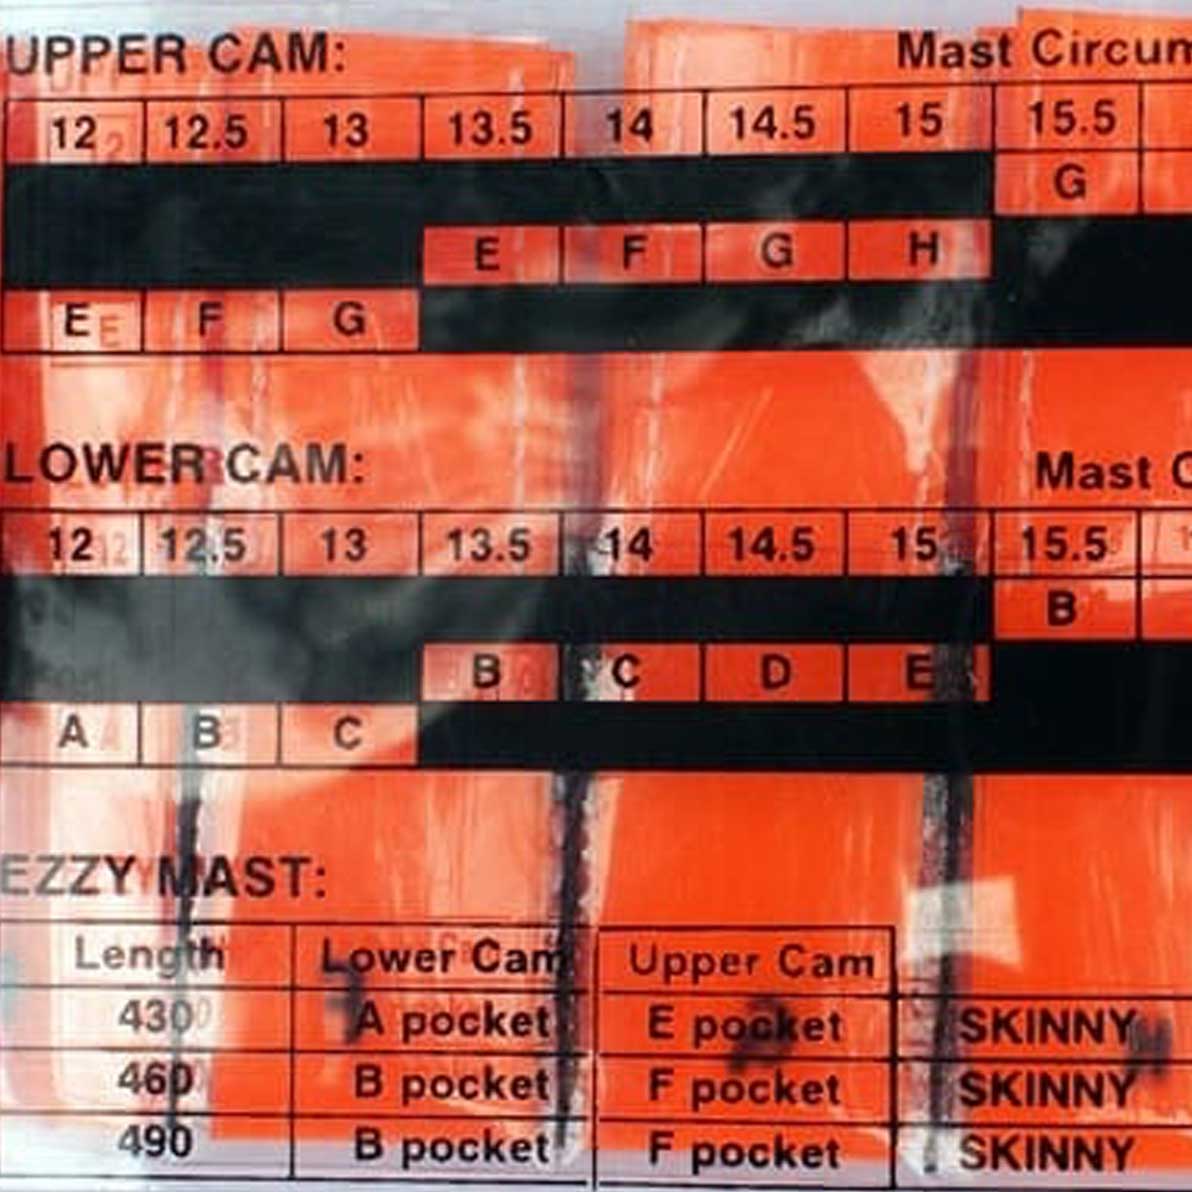 UPPER CAM: Mast Circum
12 12.5 13 13.5 14 14.5 15 15.5
G
E F G H
E F G
LOWER CAM: Mast C
12 12.5 13 13.5 14 14.5 15 15.5
B
B C D E
A B C
EZZY MAST:
Length Lower Cam Upper Cam
430 A pocket E pocket SKINNY
460 B pocket F pocket SKINNY
490 B pocket F pocket SKINNY